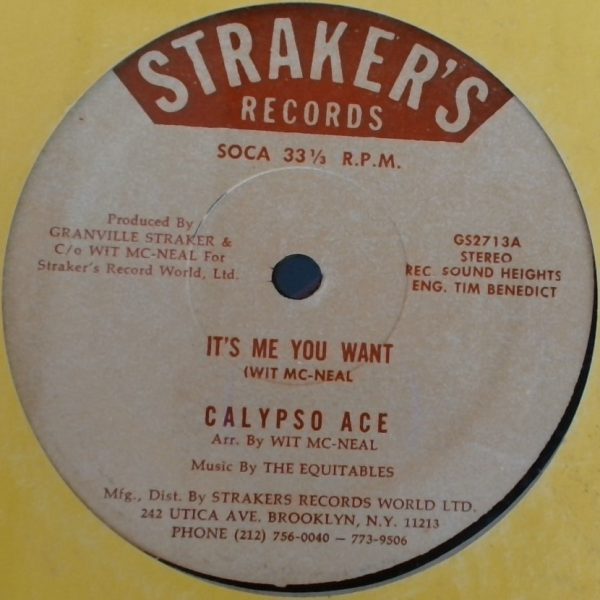 STRAKER'S
RECORDS
SOCA 33 1/3 R.P.M.
Produced By
GRANVILLE STRAKER &
C/o WIT MC-NEAL For
Straker's Record World, Ltd.
GS2713A
STEREO
REC. SOUND HEIGHTS
ENG. TIM BENEDICT
IT'S ME YOU WANT
(WIT MC-NEAL
CALYPSO ACE
Arr. By WIT MC-NEAL
Music By THE EQUITABLES
Mfg., Dist. By STRAKERS RECORDS WORLD LTD.
242 UTICA AVE. BROOKLYN, N.Y. 11213
PHONE (212) 756-0040 — 773-9506